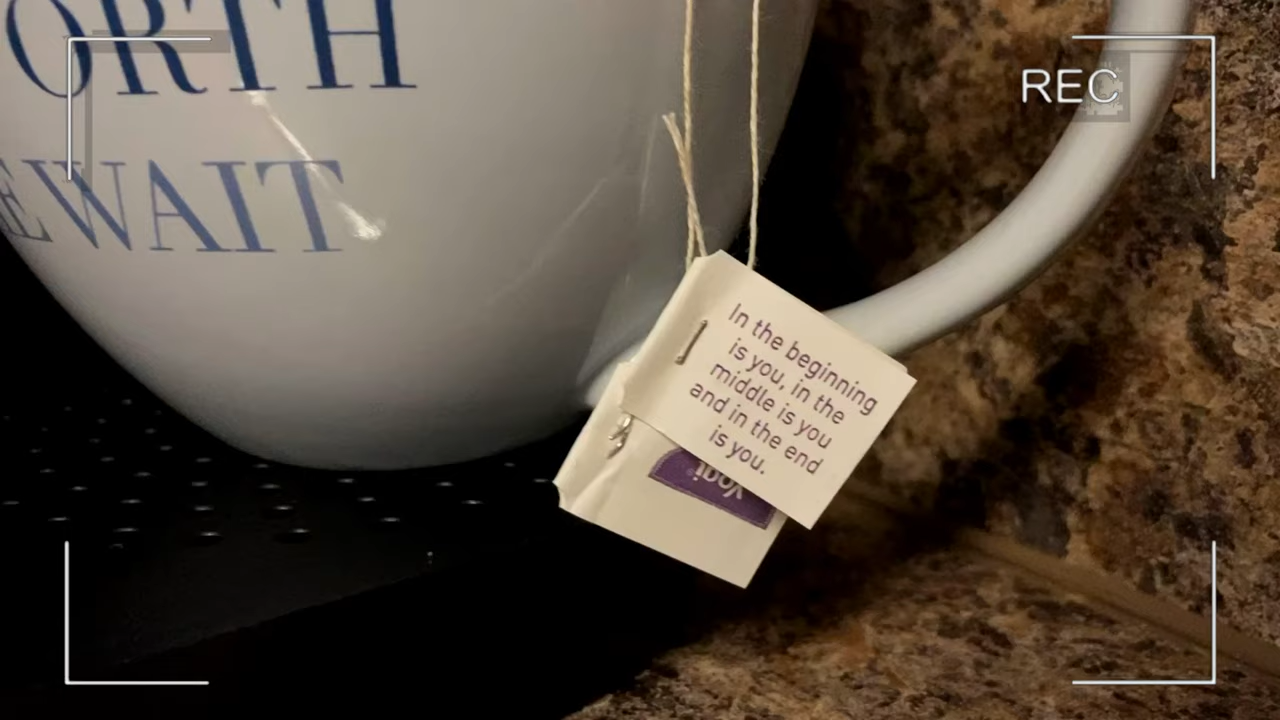 ORTH
EWAIT
REC
In the beginning
is you, in the
middle is you
and in the end
is you.
yogi